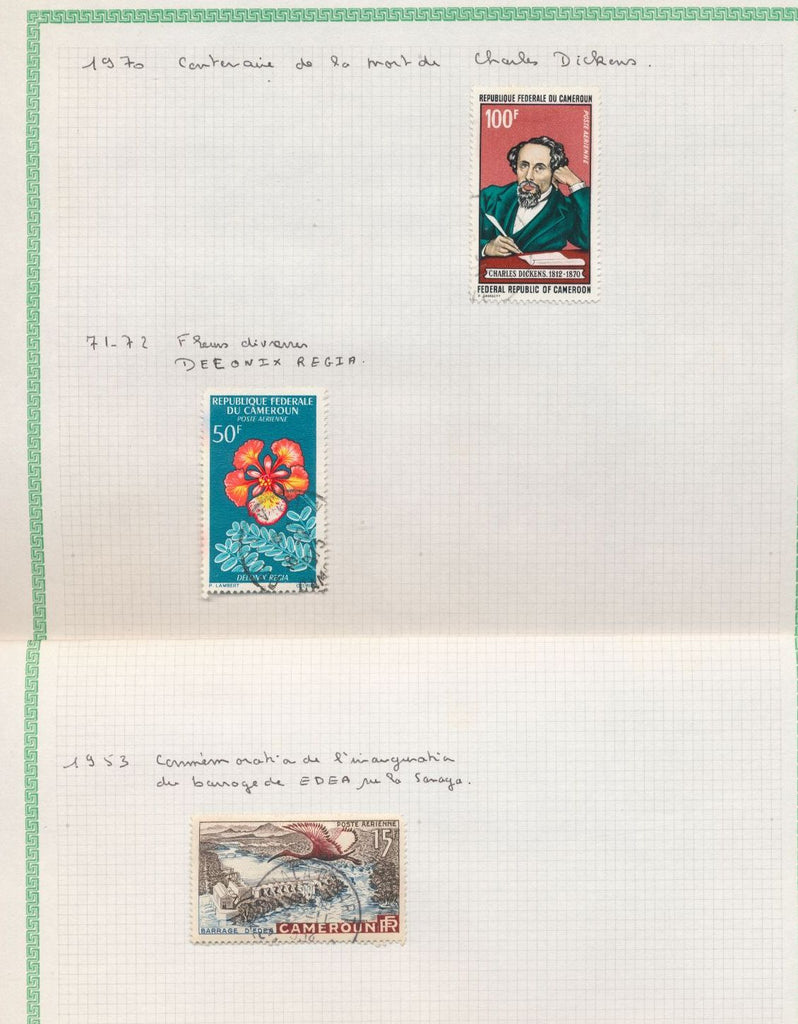 1970 Centenaire de la mort de Charles Dickens.
REPUBLIQUE FEDERALE DU CAMEROUN
100F
POSTE AERIENNE
CHARLES DICKENS. 1812-1870
FEDERAL REPUBLIC OF CAMEROON
P. LAMBERT
71-72 Fleurs diverses
DELONIX REGIA.
REPUBLIQUE FEDERALE
DU CAMEROUN
POSTE AERIENNE
50F
DELONIX REGIA
P. LAMBERT
1953 Commémoration de l'inauguration
du barrage de EDEA sur la Sanaga.
POSTE AERIENNE
15F
BARRAGE D'EDEA CAMEROUN RF